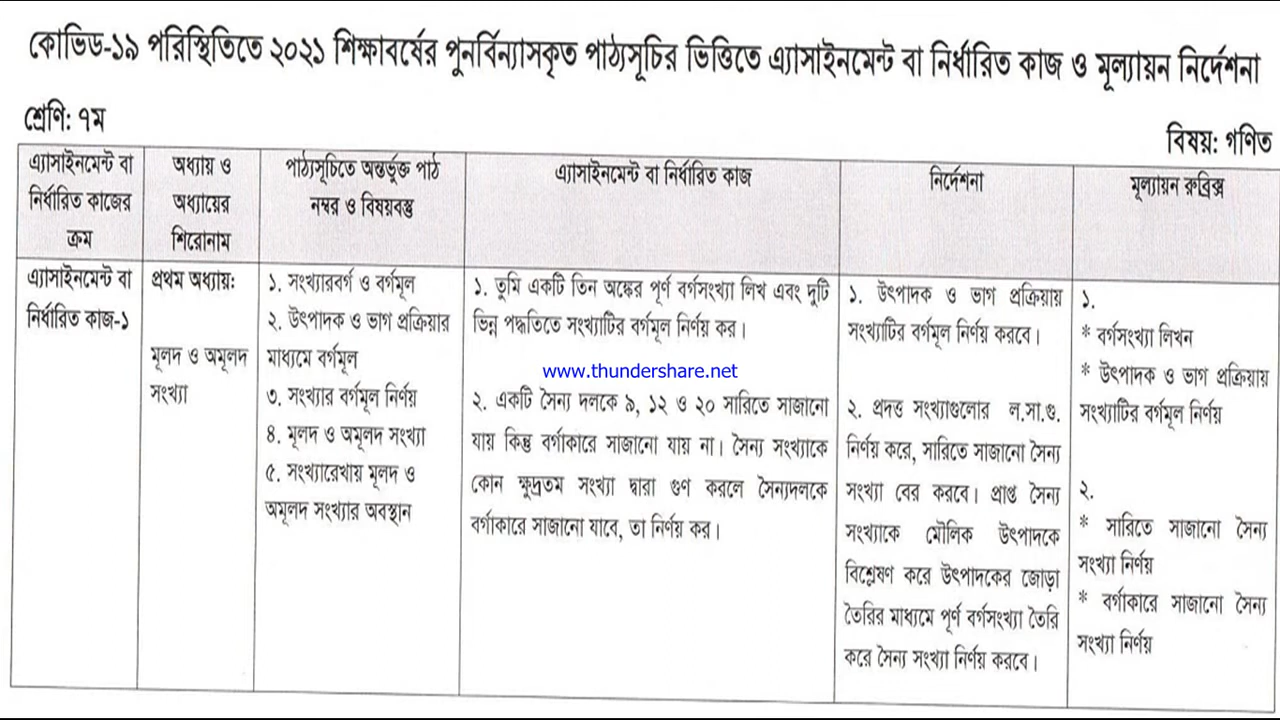 কোভিড-১৯ পরিস্থিতিতে ২০২১ শিক্ষাবর্ষের পুনর্বিন্যাসকৃত পাঠ্যসূচির ভিত্তিতে এ্যাসাইনমেন্ট বা নির্ধারিত কাজ ও মূল্যায়ন নির্দেশনা
শ্রেণি: ৭ম
বিষয়: গণিত
এ্যাসাইনমেন্ট বা
নির্ধারিত কাজের
ক্রম
অধ্যায় ও
অধ্যায়ের
শিরোনাম
পাঠ্যসূচিতে অন্তর্ভুক্ত পাঠ
নম্বর ও বিষয়বস্তু
এ্যাসাইনমেন্ট বা নির্ধারিত কাজ
নির্দেশনা
মূল্যায়ন রুব্রিক্স
এ্যাসাইনমেন্ট বা
নির্ধারিত কাজ-১
প্রথম অধ্যায়:
মূলদ ও অমূলদ
সংখ্যা
১. সংখ্যারবর্গ ও বর্গমূল
২. উৎপাদক ও ভাগ প্রক্রিয়ার
মাধ্যমে বর্গমূল
৩. সংখ্যার বর্গমূল নির্ণয়
৪. মূলদ ও অমূলদ সংখ্যা
৫. সংখ্যারেখায় মূলদ ও
অমূলদ সংখ্যার অবস্থান
১. তুমি একটি তিন অঙ্কের পূর্ণ বর্গসংখ্যা লিখ এবং দুটি
ভিন্ন পদ্ধতিতে সংখ্যাটির বর্গমূল নির্ণয় কর।
www.thundershare.net
২. একটি সৈন্য দলকে ৯, ১২ ও ২০ সারিতে সাজানো
যায় কিন্তু বর্গাকারে সাজানো যায় না। সৈন্য সংখ্যাকে
কোন ক্ষুদ্রতম সংখ্যা দ্বারা গুণ করলে সৈন্যদলকে
বর্গাকারে সাজানো যাবে, তা নির্ণয় কর।
১. উৎপাদক ও ভাগ প্রক্রিয়ায়
সংখ্যাটির বর্গমূল নির্ণয় করবে।
২. প্রদত্ত সংখ্যাগুলোর ল.সা.গু.
নির্ণয় করে, সারিতে সাজানো সৈন্য
সংখ্যা বের করবে। প্রাপ্ত সৈন্য
সংখ্যাকে মৌলিক উৎপাদকে
বিশ্লেষণ করে উৎপাদকের জোড়া
তৈরির মাধ্যমে পূর্ণ বর্গসংখ্যা তৈরি
করে সৈন্য সংখ্যা নির্ণয় করবে।
১.
* বর্গসংখ্যা লিখন
* উৎপাদক ও ভাগ প্রক্রিয়ায়
সংখ্যাটির বর্গমূল নির্ণয়
২.
* সারিতে সাজানো সৈন্য
সংখ্যা নির্ণয়
* বর্গাকারে সাজানো সৈন্য
সংখ্যা নির্ণয়